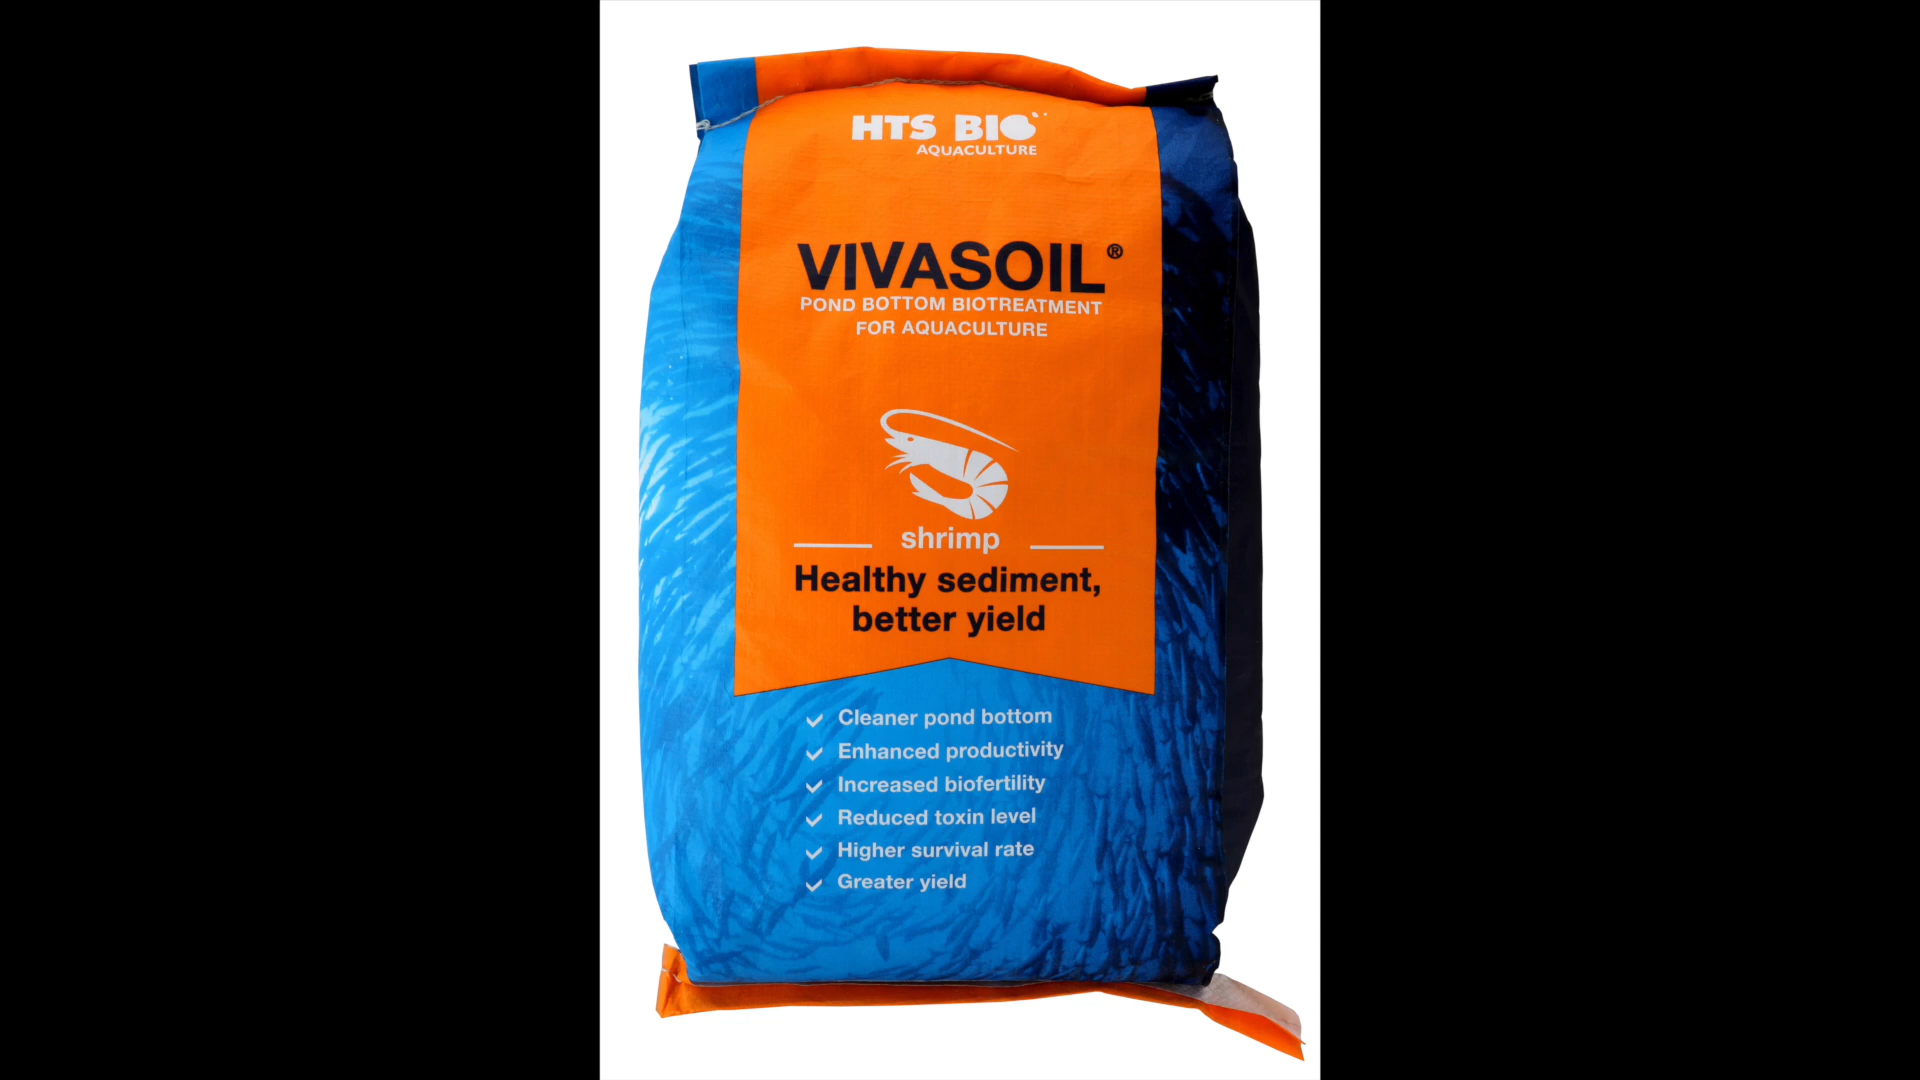 HTS BIO
AQUACULTURE
VIVASOIL®
POND BOTTOM BIOTREATMENT
FOR AQUACULTURE
shrimp
Healthy sediment,
better yield
Cleaner pond bottom
Enhanced productivity
Increased biofertility
Reduced toxin level
Higher survival rate
Greater yield